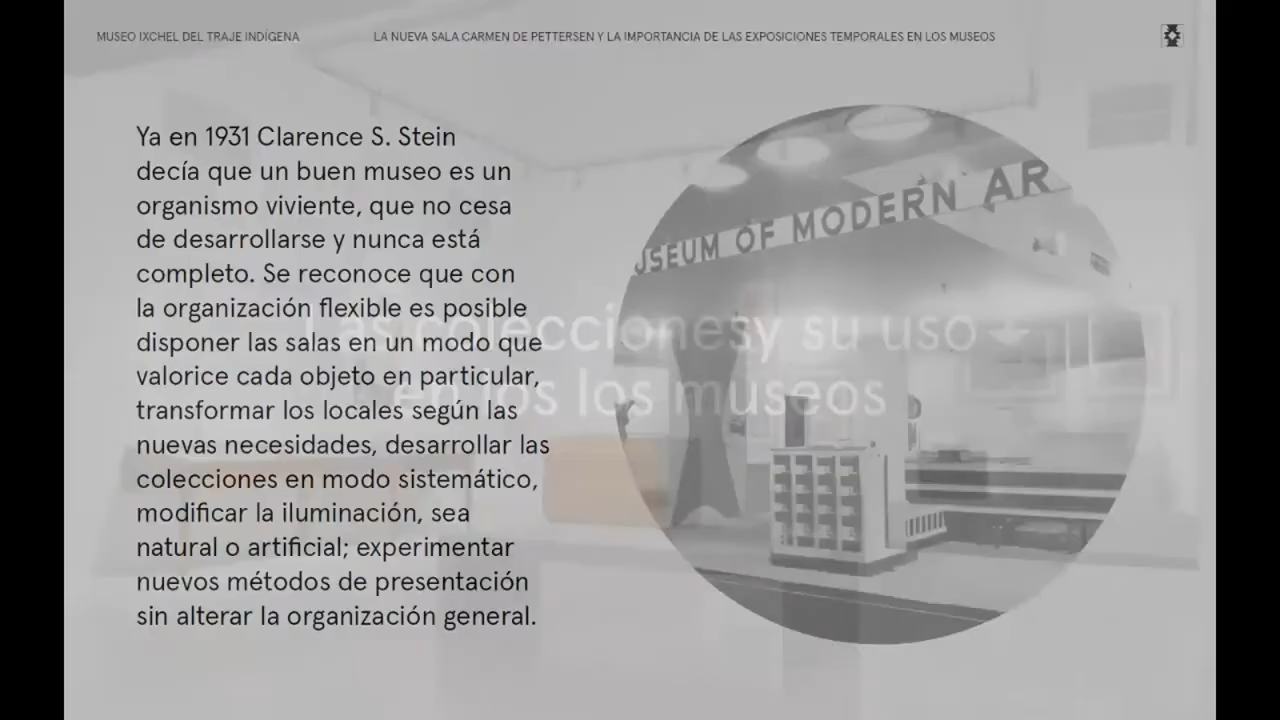 MUSEO IXCHEL DEL TRAJE INDÍGENA
LA NUEVA SALA CARMEN DE PETTERSEN Y LA IMPORTANCIA DE LAS EXPOSICIONES TEMPORALES EN LOS MUSEOS
Ya en 1931 Clarence S. Stein
decía que un buen museo es un
organismo viviente, que no cesa
de desarrollarse y nunca está
completo. Se reconoce que con
la organización flexible es posible
disponer las salas en un modo que
valorice cada objeto en particular,
transformar los locales según las
nuevas necesidades, desarrollar las
colecciones en modo sistemático,
modificar la iluminación, sea
natural o artificial; experimentar
nuevos métodos de presentación
sin alterar la organización general.
Las coleccionesy su uso
en los los museos
USEUM OF MODERN AR